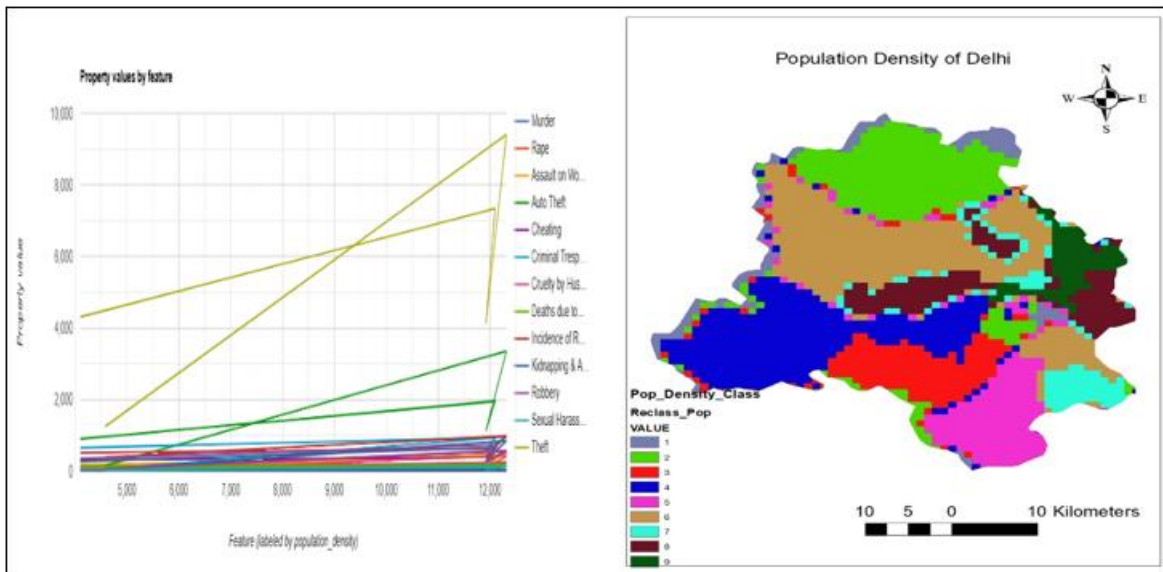 Property values by feature
Property value
10,000
8,000
6,000
4,000
2,000
0
5,000
6,000
7,000
8,000
9,000
10,000
11,000
12,000
Feature (labeled by population_density)
Murder
Rape
Assault on Wo...
Auto Theft
Cheating
Criminal Tresp...
Cruelty by Hus...
Deaths due to...
Incidence of R...
Kidnapping & A...
Robbery
Sexual Harass...
Theft
Population Density of Delhi
N
W
E
S
Pop_Density_Class
Reclass_Pop
VALUE
1
2
3
4
5
6
7
8
9
10 5 0 10 Kilometers